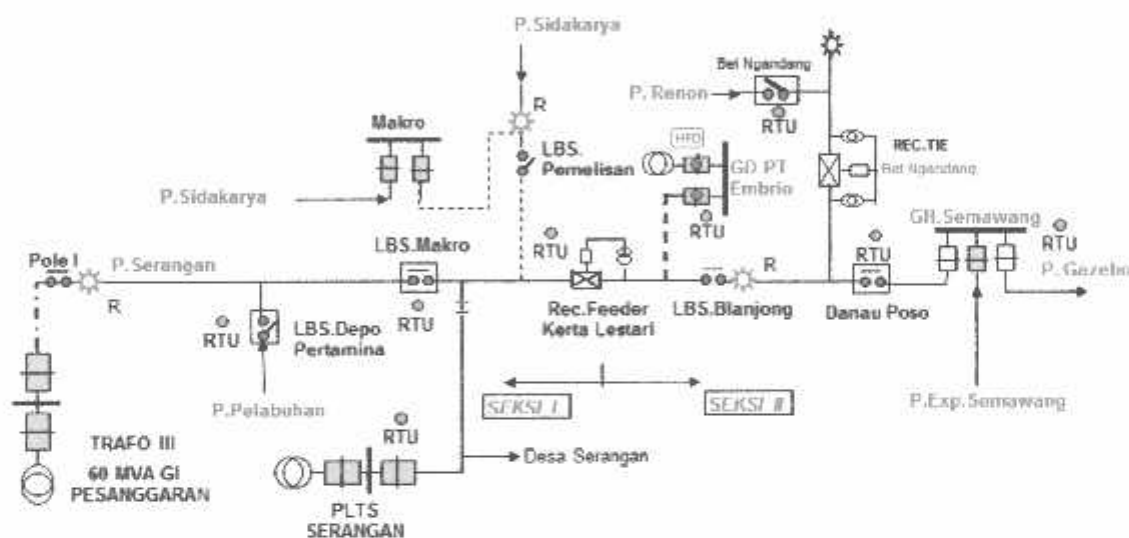 P.Sidakarya
Bet Ngandang
P. Renon
RTU
R
Makro
LBS.
Pemelisan
HFD
GD PT
Embrio
RTU
REC.TIE
Bet Ngandang
P.Sidakarya
GH.Semawang
RTU
RTU
P.Gazebo
Pole I
P.Serangan
R
LBS.Makro
RTU
RTU
R
Rec.Feeder
Kerta Lestari
LBS.Blanjong
Danau Poso
RTU
LBS.Depo
Pertamina
P.Pelabuhan
SEKSI I
SEKSI II
P.Exp.Semawang
TRAFO III
60 MVA GI
PESANGGARAN
RTU
Desa Serangan
PLTS
SERANGAN